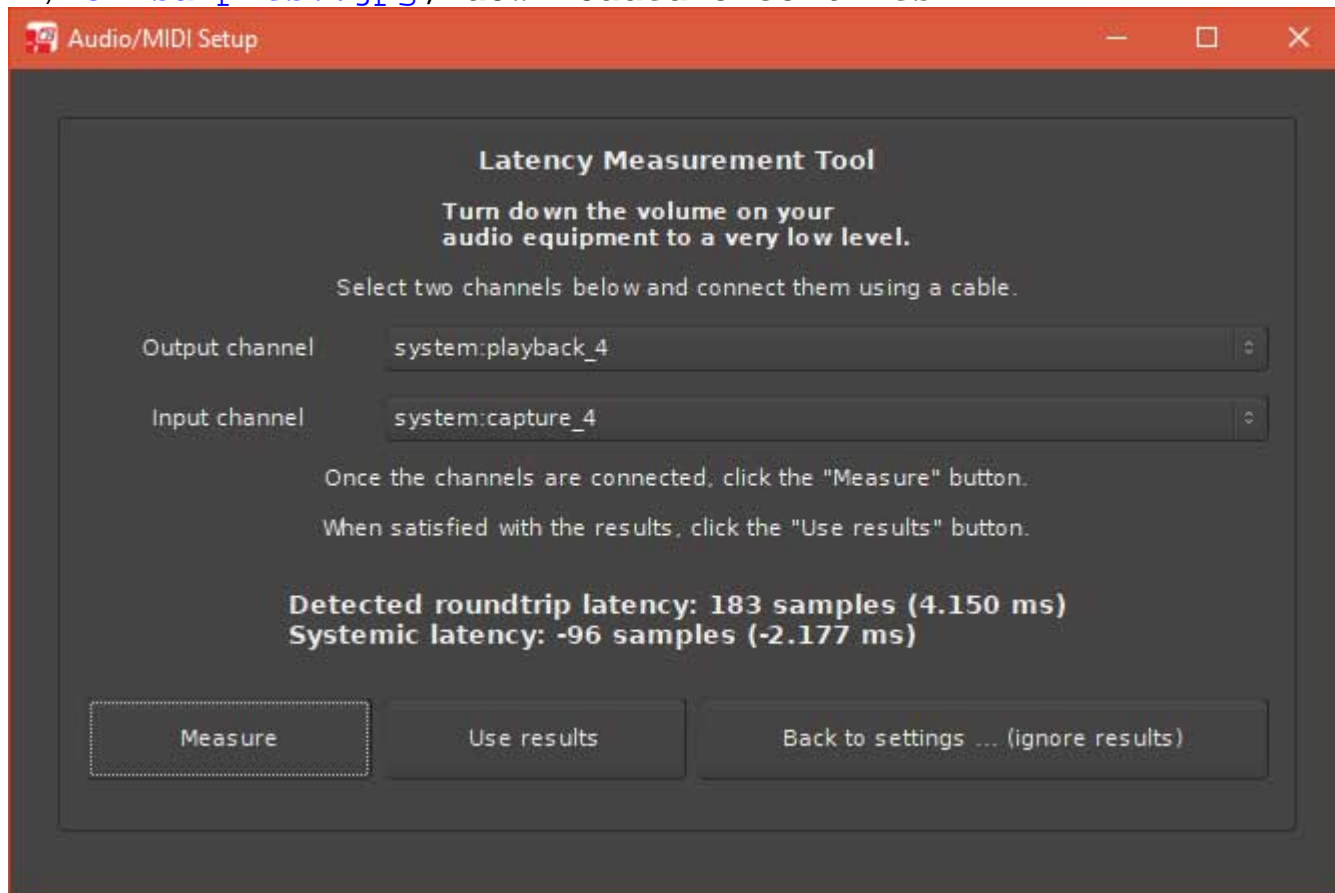 Audio/MIDI Setup
Latency Measurement Tool
Turn down the volume on your
audio equipment to a very low level.
Select two channels below and connect them using a cable.
Output channel system:playback_4
Input channel system:capture_4
Once the channels are connected, click the "Measure" button.
When satisfied with the results, click the "Use results" button.
Detected roundtrip latency: 183 samples (4.150 ms)
Systemic latency: -96 samples (-2.177 ms)
Measure Use results Back to settings ... (ignore results)